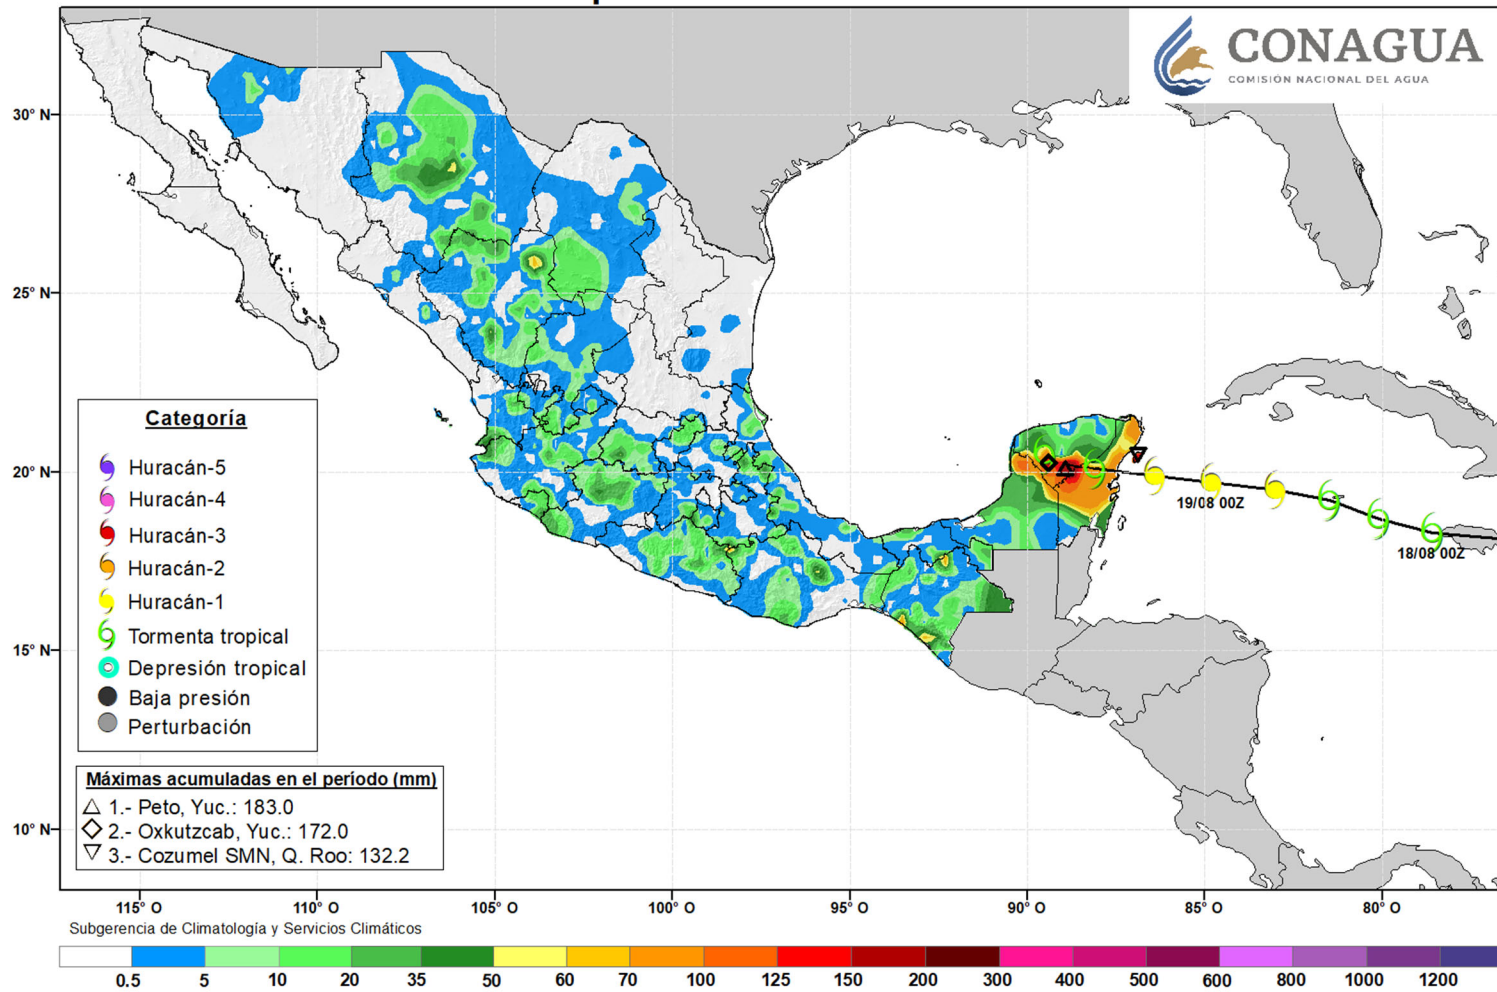 CONAGUA
COMISIÓN NACIONAL DEL AGUA
30° N
25° N
20° N
15° N
10° N
19/08 00Z
18/08 00Z
Categoría
Huracán-5
Huracán-4
Huracán-3
Huracán-2
Huracán-1
Tormenta tropical
Depresión tropical
Baja presión
Perturbación
Máximas acumuladas en el período (mm)
1.- Peto, Yuc.: 183.0
2.- Oxkutzcab, Yuc.: 172.0
3.- Cozumel SMN, Q. Roo: 132.2
115° O 110° O 105° O 100° O 95° O 90° O 85° O 80° O
Subgerencia de Climatología y Servicios Climáticos
0.5 5 10 20 35 50 60 70 100 125 150 200 300 400 500 600 800 1000 1200